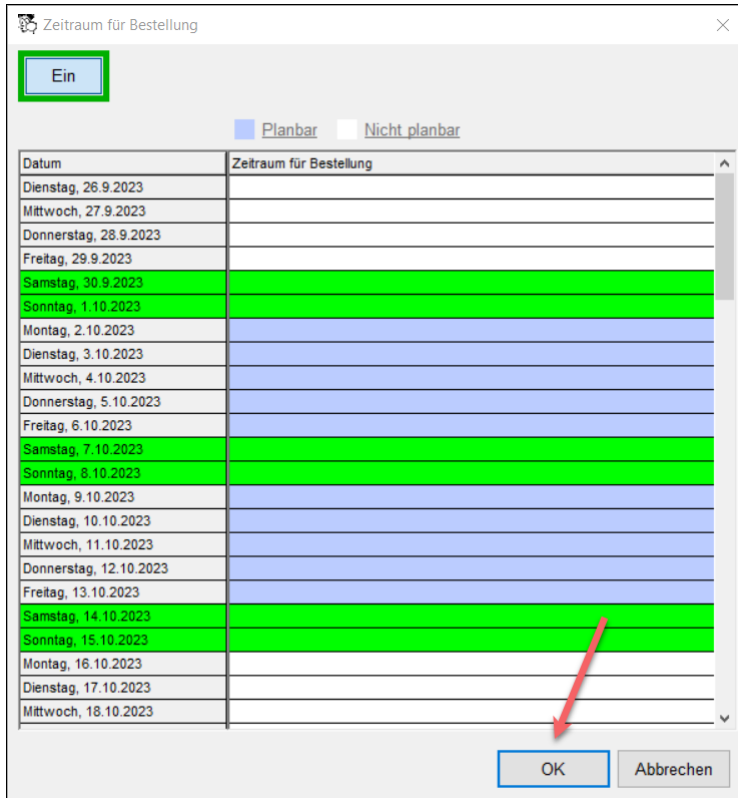 Zeitraum für Bestellung
Ein
Planbar Nicht planbar
Datum Zeitraum für Bestellung
Dienstag, 26.9.2023
Mittwoch, 27.9.2023
Donnerstag, 28.9.2023
Freitag, 29.9.2023
Samstag, 30.9.2023
Sonntag, 1.10.2023
Montag, 2.10.2023
Dienstag, 3.10.2023
Mittwoch, 4.10.2023
Donnerstag, 5.10.2023
Freitag, 6.10.2023
Samstag, 7.10.2023
Sonntag, 8.10.2023
Montag, 9.10.2023
Dienstag, 10.10.2023
Mittwoch, 11.10.2023
Donnerstag, 12.10.2023
Freitag, 13.10.2023
Samstag, 14.10.2023
Sonntag, 15.10.2023
Montag, 16.10.2023
Dienstag, 17.10.2023
Mittwoch, 18.10.2023
OK Abbrechen